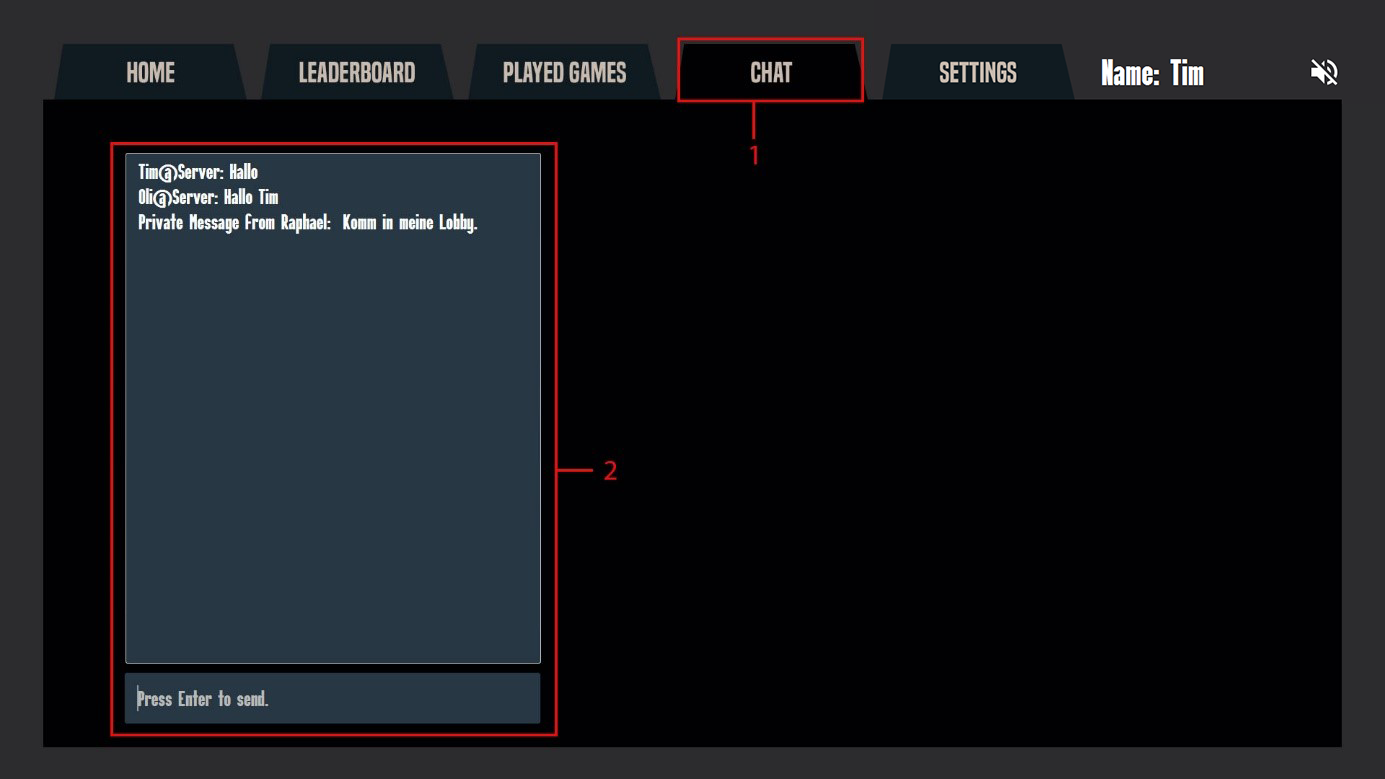 HOME
LEADERBOARD
PLAYED GAMES
CHAT
SETTINGS
Name: Tim
1
Tim@Server: Hallo
Oli@Server: Hallo Tim
Private Message from Raphael: Komm in meine Lobby.
2
Press Enter to send.